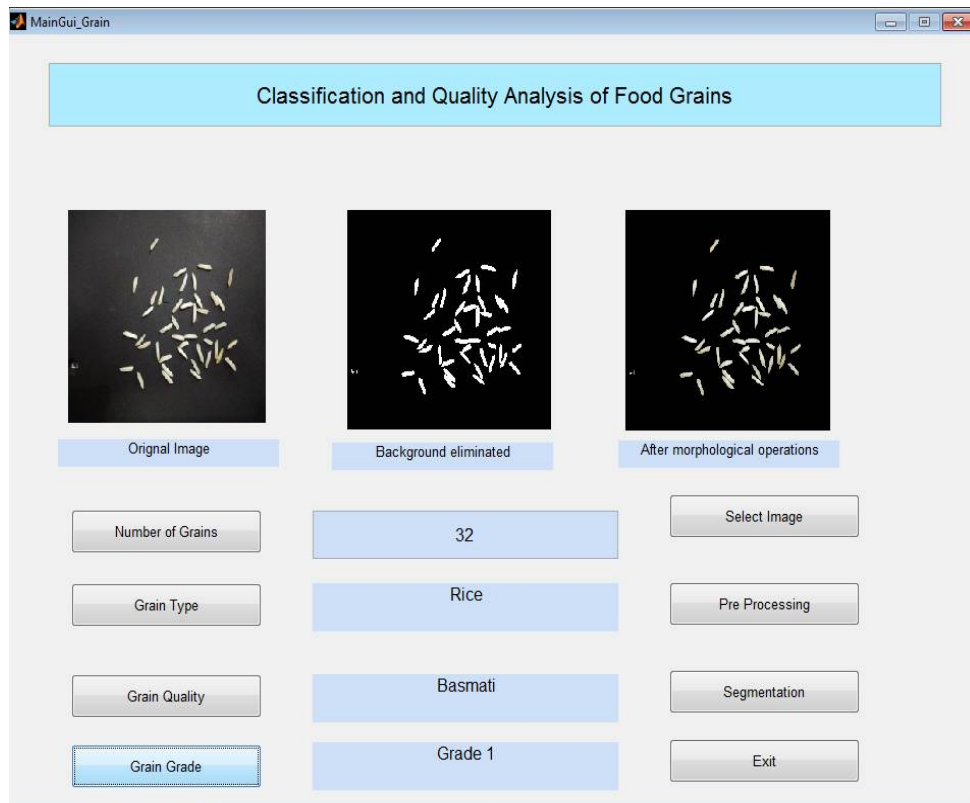 MainGui_Grain
Classification and Quality Analysis of Food Grains
Orignal Image
Background eliminated
After morphological operations
Number of Grains
32
Select Image
Grain Type
Rice
Pre Processing
Grain Quality
Basmati
Segmentation
Grain Grade
Grade 1
Exit